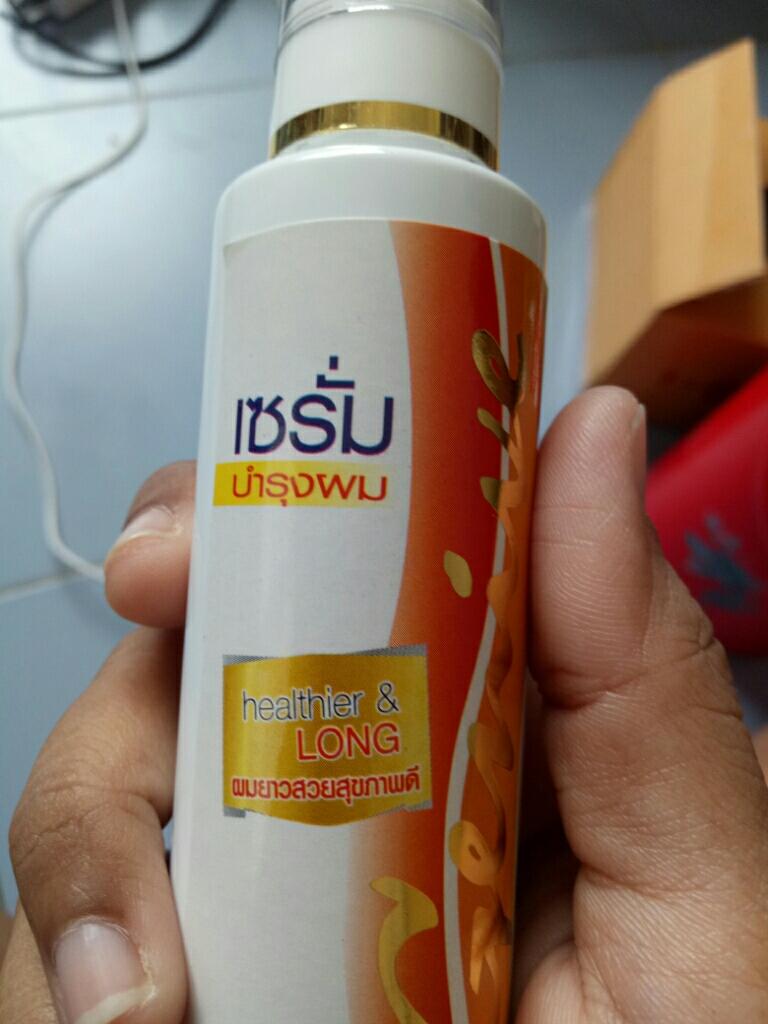 เซรั่ม
บำรุงผม
healthier &
LONG
ผมยาวสวยสุขภาพดี